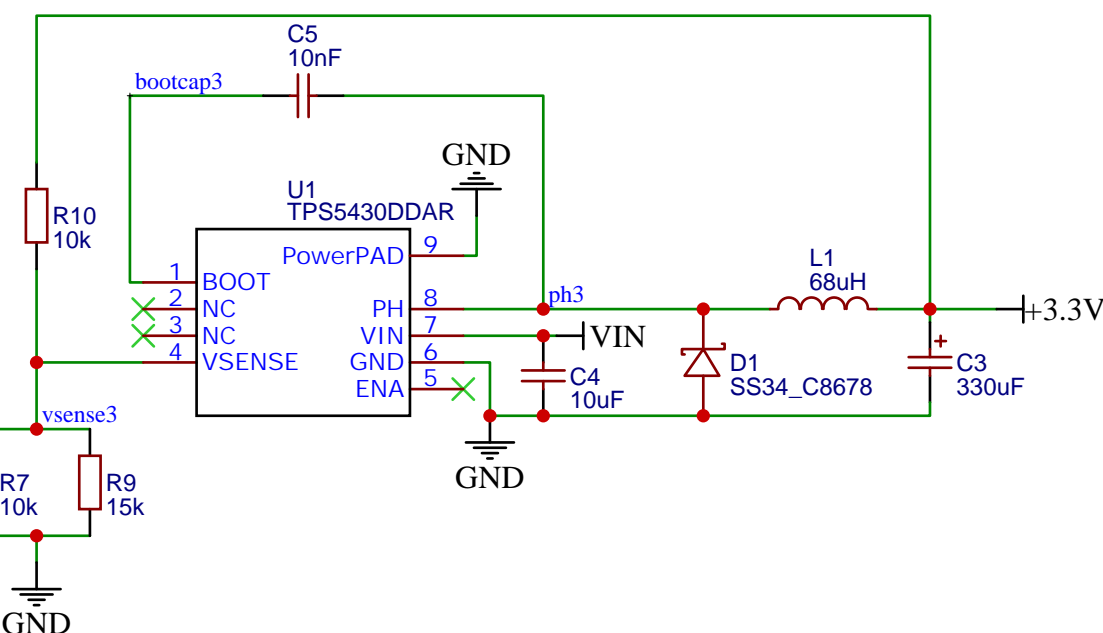 C5
10nF
bootcap3
GND
U1
TPS5430DDAR
R10
10k
PowerPAD 9
1 BOOT
2 NC
3 NC
4 VSENSE
PH 8
VIN 7
GND 6
ENA 5
ph3
L1
68uH
+3.3V
VIN
C4
10uF
D1
SS34_C8678
+
C3
330uF
vsense3
GND
R7
10k
R9
15k
GND